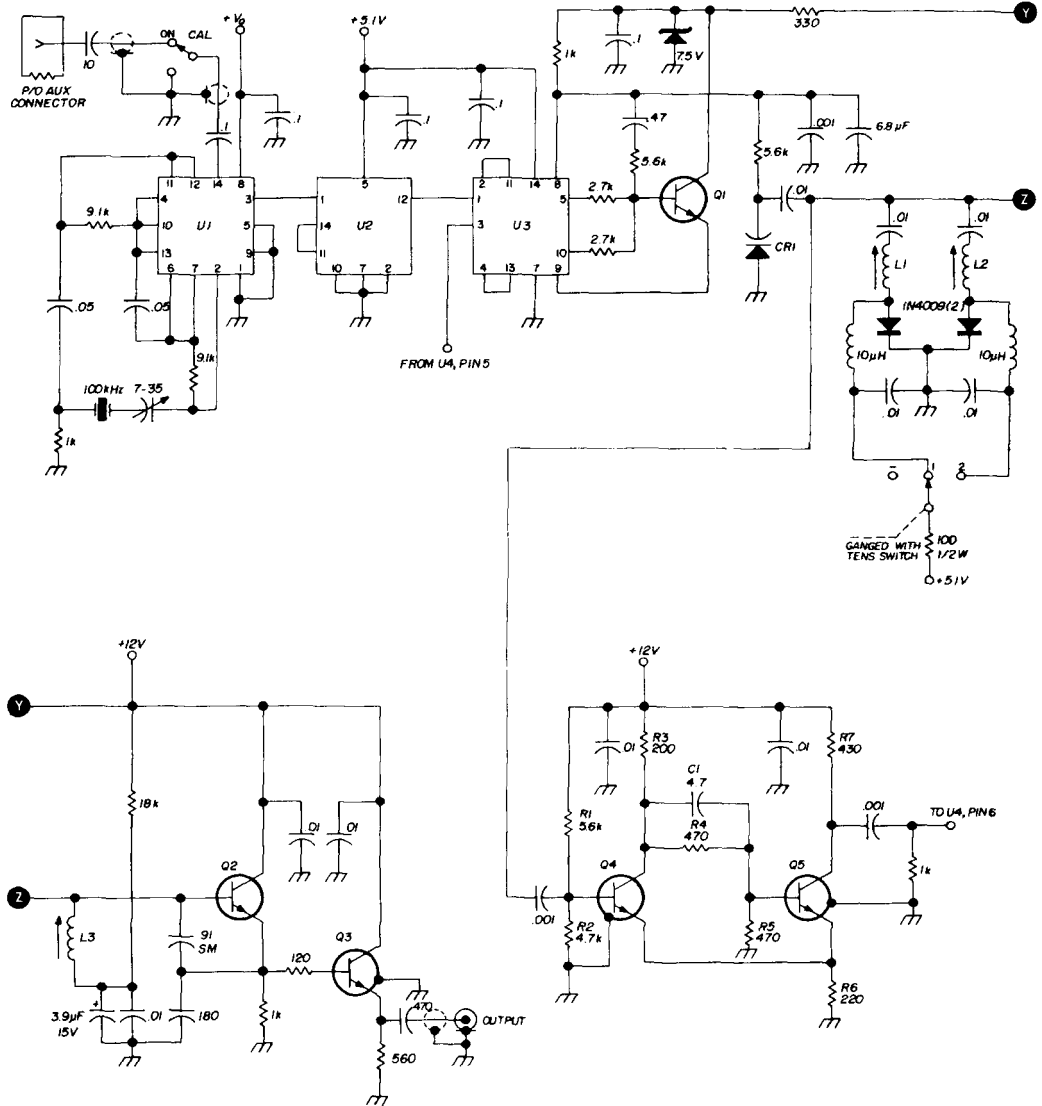 +V₀
+5.1V
330
Y
ON
CAL
10
P/O AUX
CONNECTOR
.1
.1
.1
.1
1k
.1
7.5V
.47
5.6k
5.6k
.001
6.8µF
11
12
14
8
4
10
13
6
7
2
3
5
9
1
U1
9.1k
.05
.05
9.1k
100kHz
7-35
1k
5
1
14
11
12
10
7
2
U2
2
11
14
8
1
3
5
10
4
13
7
9
U3
2.7k
2.7k
Q1
FROM U4, PIN 5
CR1
.01
Z
.01
.01
L1
L2
1N4009(2)
10µH
10µH
.01
.01
–
1
2
GANGED WITH
TENS SWITCH
100
1/2W
+5.1V
+12V
Y
18k
.01
.01
Q2
Z
L3
91
SM
Q3
120
3.9µF
15V
+
.01
180
1k
470
OUTPUT
560
+12V
.01
R3
200
.01
R7
430
C1
4.7
R1
5.6k
R4
470
.001
TO U4, PIN 6
Q4
Q5
1k
.001
R2
4.7k
R5
470
R6
220